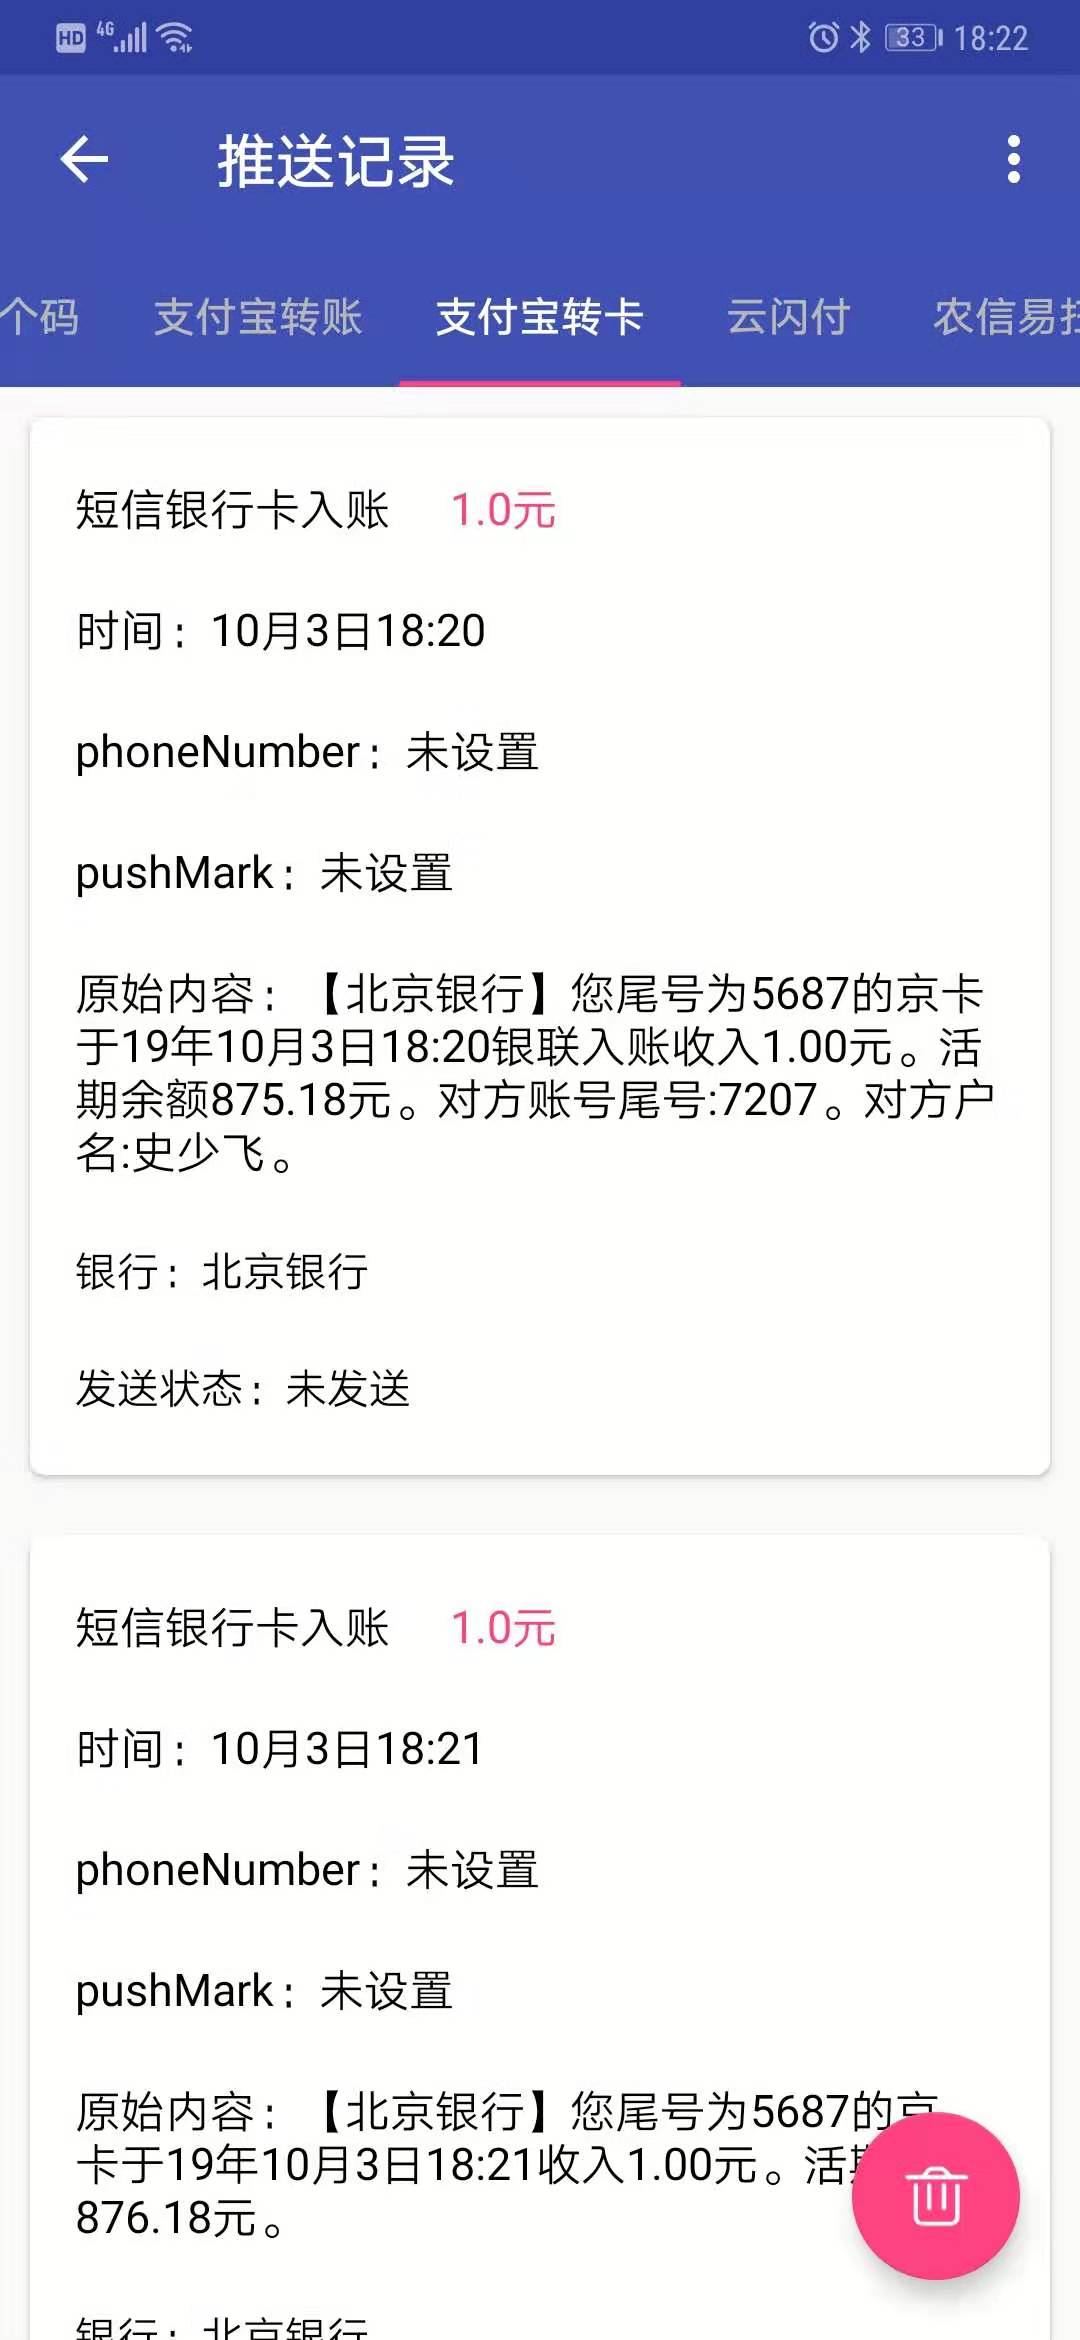 HD 4G 33 18:22
推送记录
个码 支付宝转账 支付宝转卡 云闪付 农信易扫
短信银行卡入账 1.0元
时间：10月3日18:20
phoneNumber：未设置
pushMark：未设置
原始内容：【北京银行】您尾号为5687的京卡
于19年10月3日18:20银联入账收入1.00元。活
期余额875.18元。对方账号尾号:7207。对方户
名:史少飞。
银行：北京银行
发送状态：未发送
短信银行卡入账 1.0元
时间：10月3日18:21
phoneNumber：未设置
pushMark：未设置
原始内容：【北京银行】您尾号为5687的京
卡于19年10月3日18:21收入1.00元。活期
876.18元。
银行：北京银行